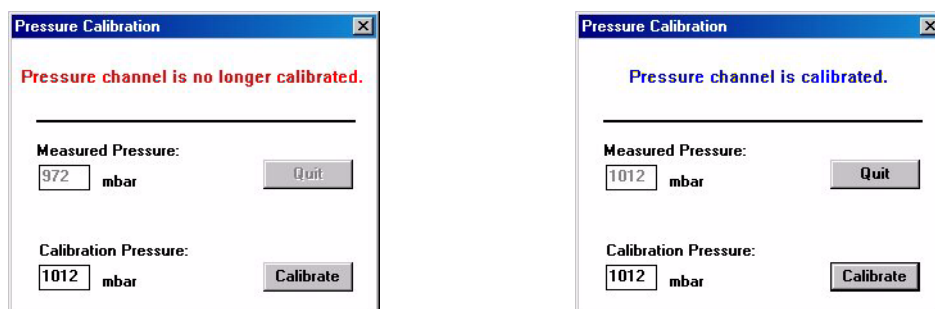 Pressure Calibration
Pressure channel is no longer calibrated.
Measured Pressure:
972 mbar Quit
Calibration Pressure:
1012 mbar Calibrate
Pressure Calibration
Pressure channel is calibrated.
Measured Pressure:
1012 mbar Quit
Calibration Pressure:
1012 mbar Calibrate